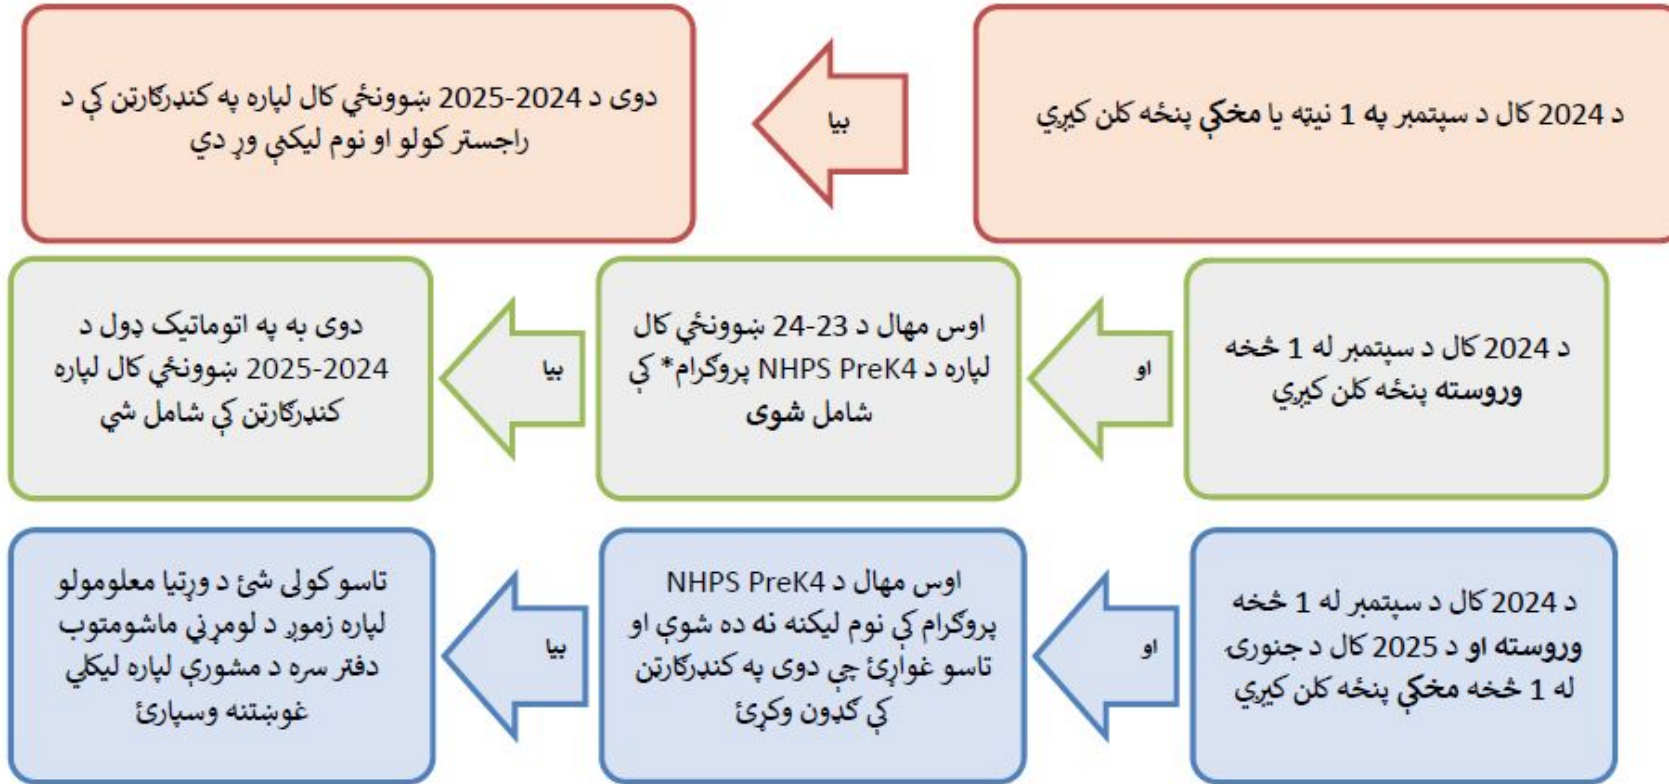 د 2024 کال د سپتمبر په 1 نیټه یا مخکې پنځه کلن کیږي
بیا
دوی د 2024-2025 ښوونځي کال لپاره په کنډرګارټن کې د
راجستر کولو او نوم لیکنې وړ دي
د 2024 کال د سپتمبر له 1 څخه
وروسته پنځه کلن کیږي
او
اوس مهال د 23-24 ښوونځي کال
لپاره د NHPS PreK4 پروګرام* کې
شامل شوی
بیا
دوی به په اتوماتیک ډول د
2024-2025 ښوونځي کال لپاره
کنډرګارټن کې شامل شي
د 2024 کال د سپتمبر له 1 څخه
وروسته او د 2025 کال د جنورۍ
له 1 څخه مخکې پنځه کلن کیږي
او
اوس مهال د NHPS PreK4
پروګرام کې نوم لیکنه نه ده شوې او
تاسو غواړئ چې دوی په کنډرګارټن
کې ګډون وکړئ
بیا
تاسو کولی شئ د وړتیا معلومولو
لپاره زموږ د لومړني ماشومتوب
دفتر سره د مشورې لپاره لیکلي
غوښتنه وسپارئ